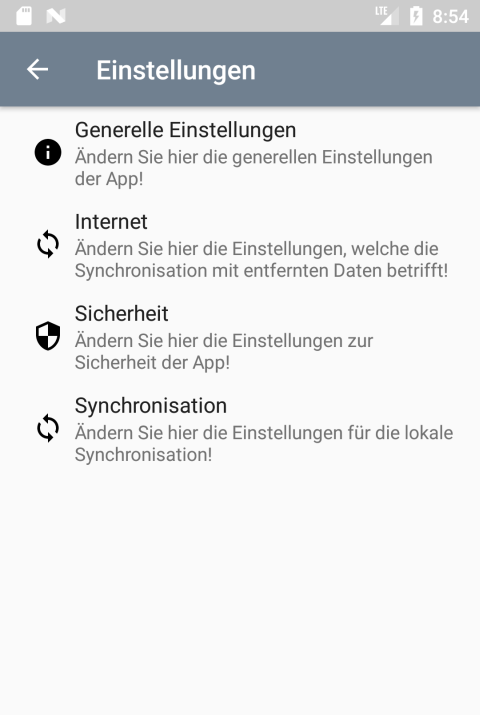 LTE 8:54
Einstellungen
Generelle Einstellungen
Ändern Sie hier die generellen Einstellungen
der App!
Internet
Ändern Sie hier die Einstellungen, welche die
Synchronisation mit entfernten Daten betrifft!
Sicherheit
Ändern Sie hier die Einstellungen zur
Sicherheit der App!
Synchronisation
Ändern Sie hier die Einstellungen für die lokale
Synchronisation!